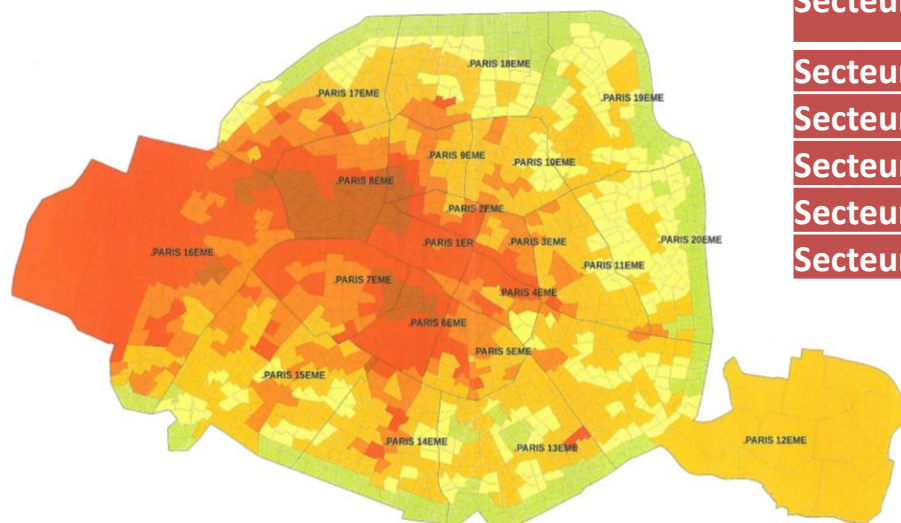 Secteur
Secteur
Secteur
Secteur
Secteur
Secteur
.PARIS 18EME
.PARIS 17EME
.PARIS 19EME
.PARIS 9EME
.PARIS 10EME
.PARIS 8EME
.PARIS 2EME
.PARIS 1ER
.PARIS 3EME
.PARIS 20EME
.PARIS 16EME
.PARIS 11EME
.PARIS 7EME
.PARIS 4EME
.PARIS 6EME
.PARIS 5EME
.PARIS 15EME
.PARIS 14EME
.PARIS 13EME
.PARIS 12EME